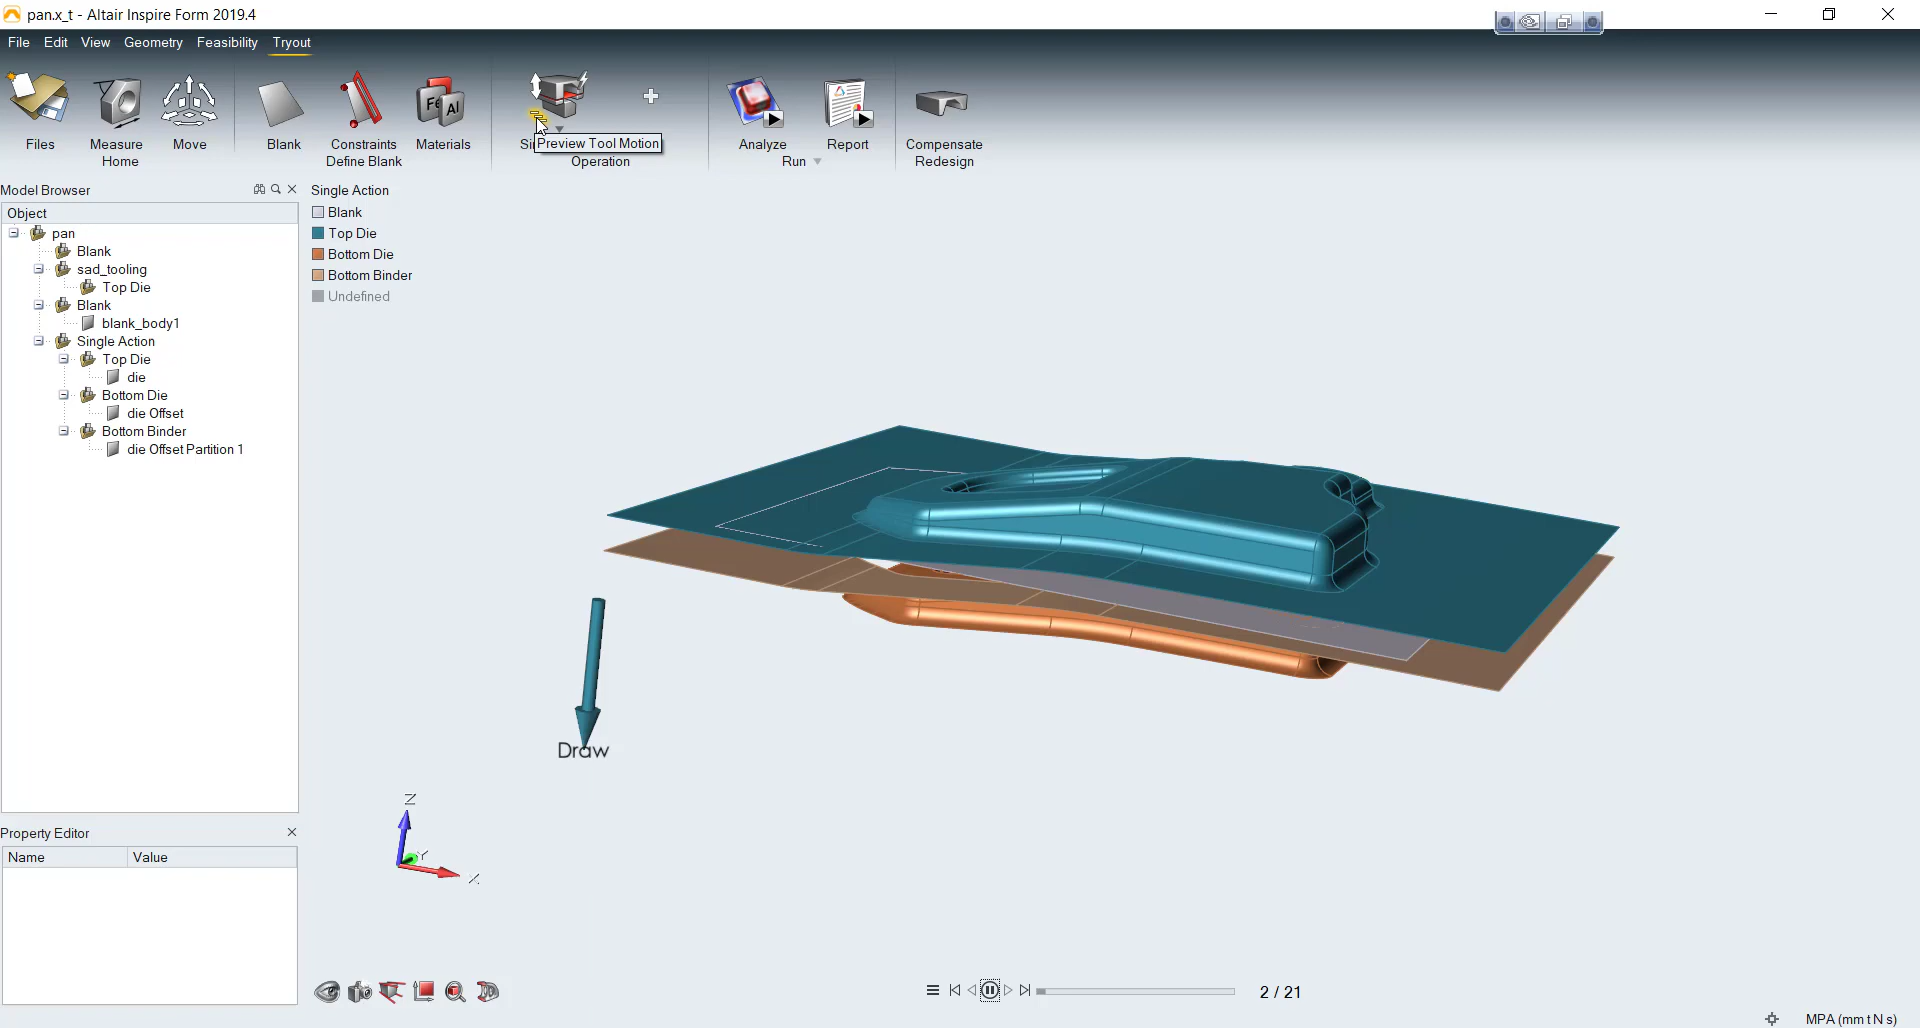 pan.x_t - Altair Inspire Form 2019.4
File Edit View Geometry Feasibility Tryout
Files Measure Move Blank Constraints Materials Preview Tool Motion Analyze Report Compensate
Home Define Blank Operation Run Redesign
Model Browser
Object
pan
Blank
sad_tooling
Top Die
Blank
blank_body1
Single Action
Top Die
die
Bottom Die
die Offset
Bottom Binder
die Offset Partition 1
Single Action
Blank
Top Die
Bottom Die
Bottom Binder
Undefined
Draw
Z
Y
X
Property Editor
Name Value
2 / 21
MPA (mm t N s)